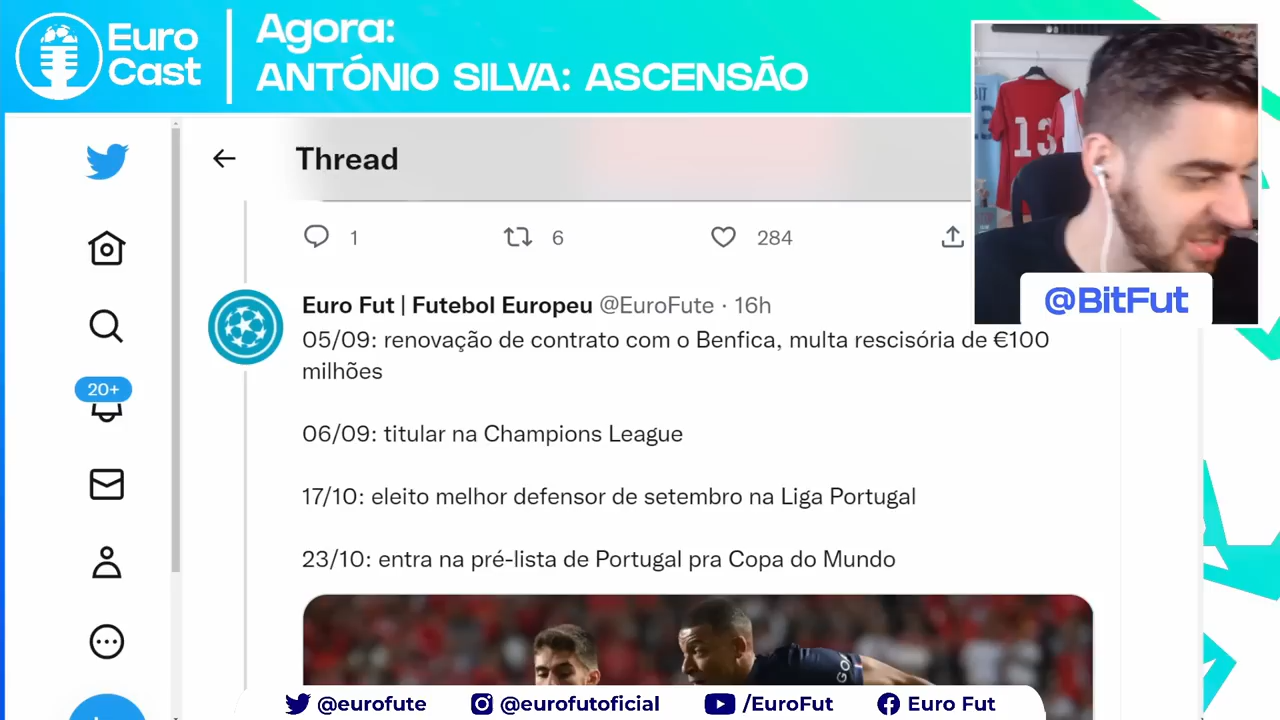 Euro
Cast
Agora:
ANTÓNIO SILVA: ASCENSÃO
13
@BitFut
Thread
1 6 284
Euro Fut | Futebol Europeu @EuroFute · 16h
05/09: renovação de contrato com o Benfica, multa rescisória de €100
milhões
06/09: titular na Champions League
17/10: eleito melhor defensor de setembro na Liga Portugal
23/10: entra na pré-lista de Portugal pra Copa do Mundo
20+
@eurofute @eurofutoficial /EuroFut Euro Fut